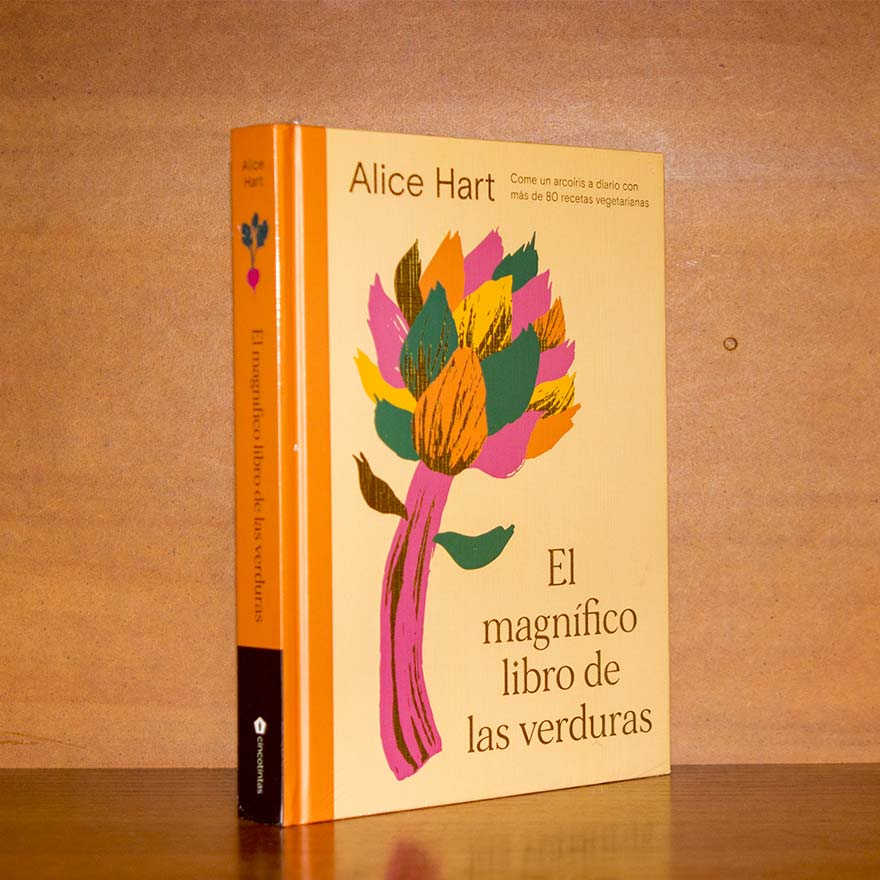 Alice
Hart
El magnífico libro de las verduras
cincotintas
Alice Hart
Come un arcoíris a diario con
más de 80 recetas vegetarianas
El
magnífico
libro de
las verduras